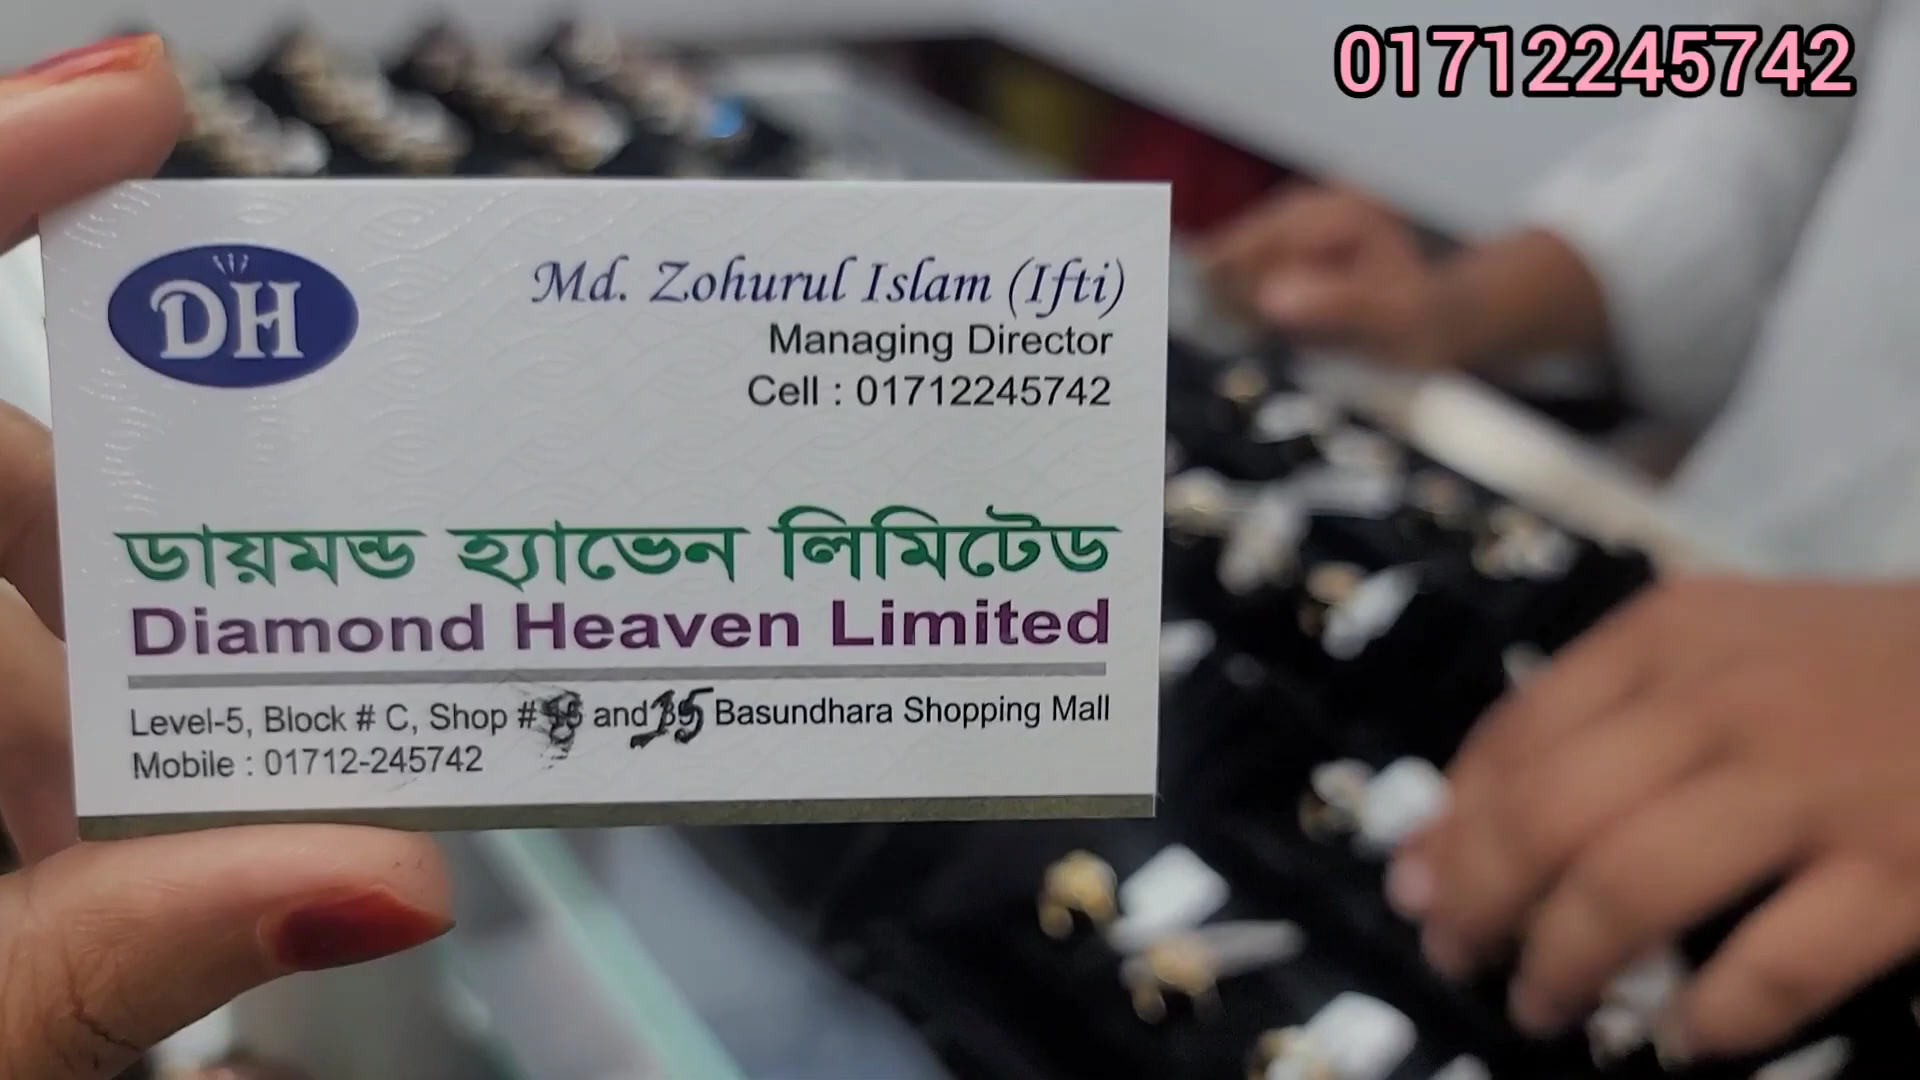 01712245742
DH
Md. Zohurul Islam (Ifti)
Managing Director
Cell : 01712245742
ডায়মন্ড হ্যাভেন লিমিটেড
Diamond Heaven Limited
Level-5, Block # C, Shop # and Basundhara Shopping Mall
Mobile : 01712-245742